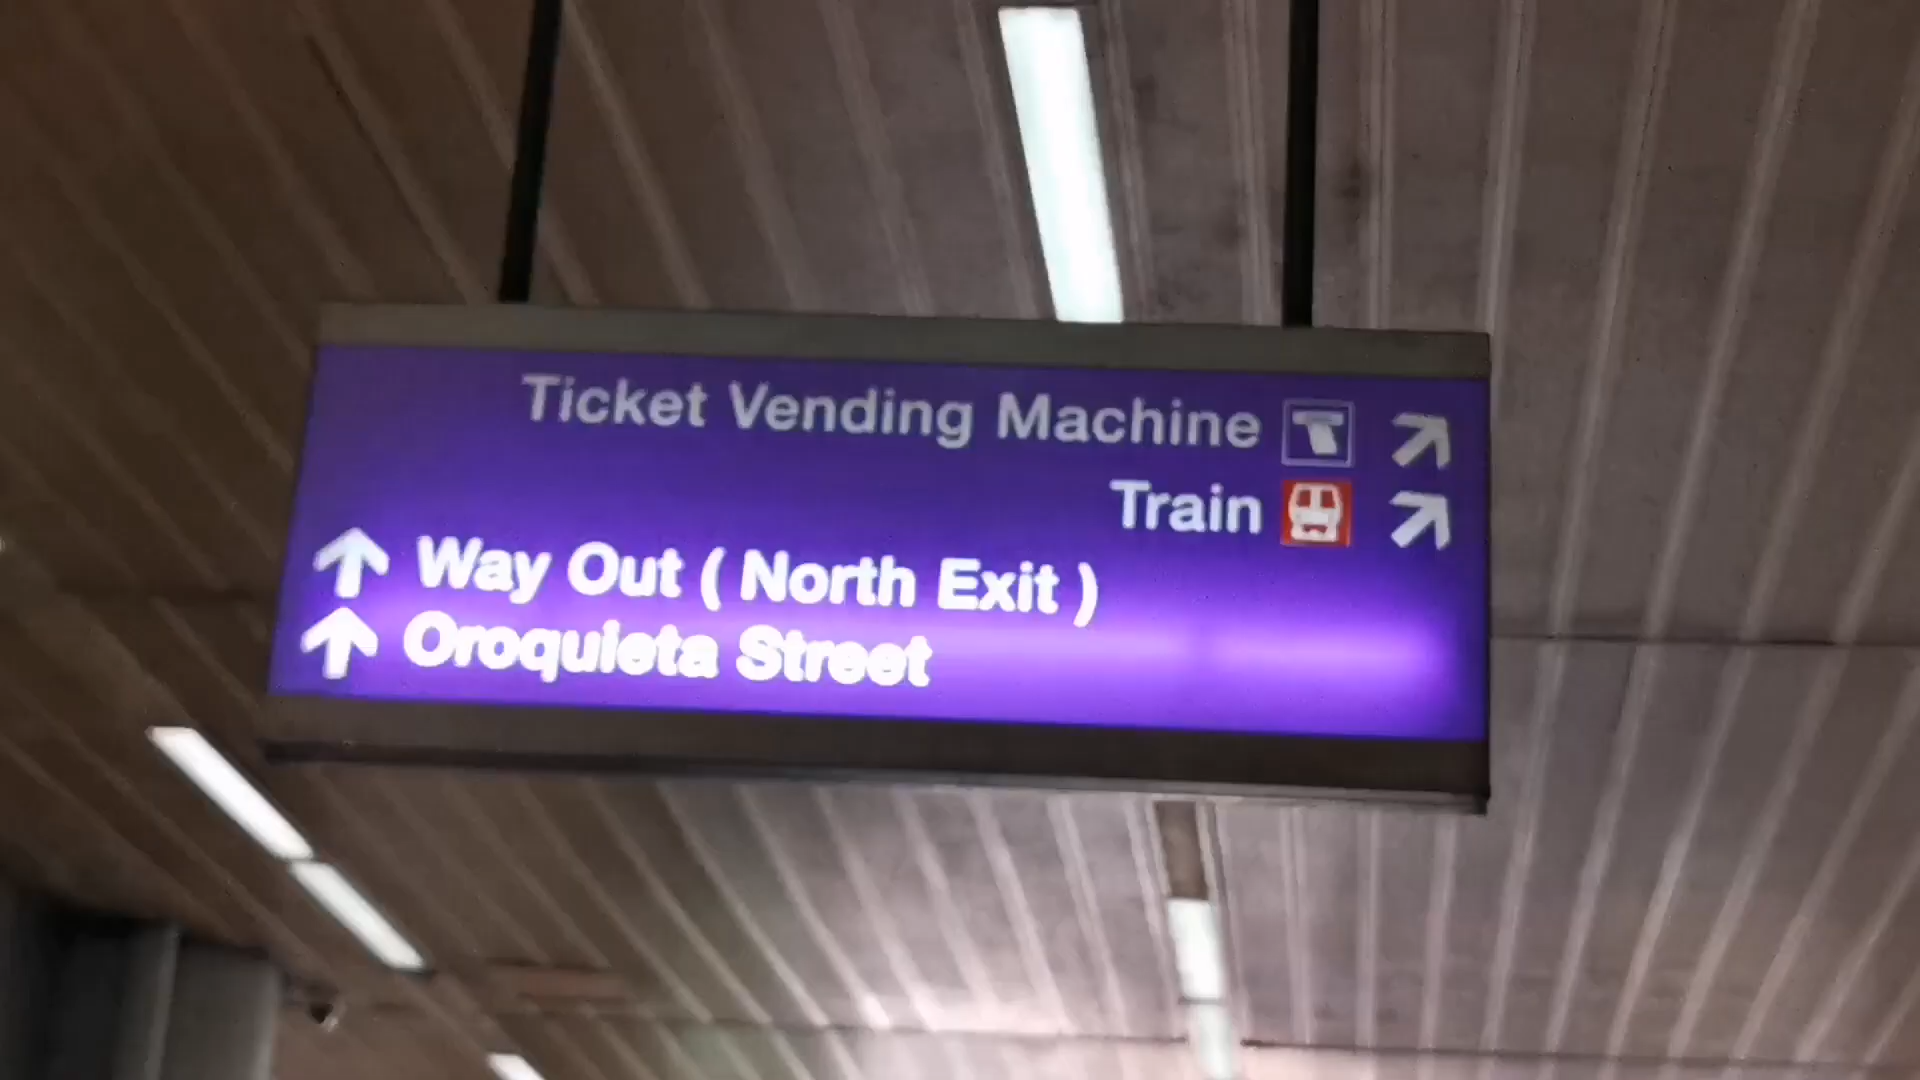 Ticket Vending Machine
Train
Way Out ( North Exit )
Oroquieta Street